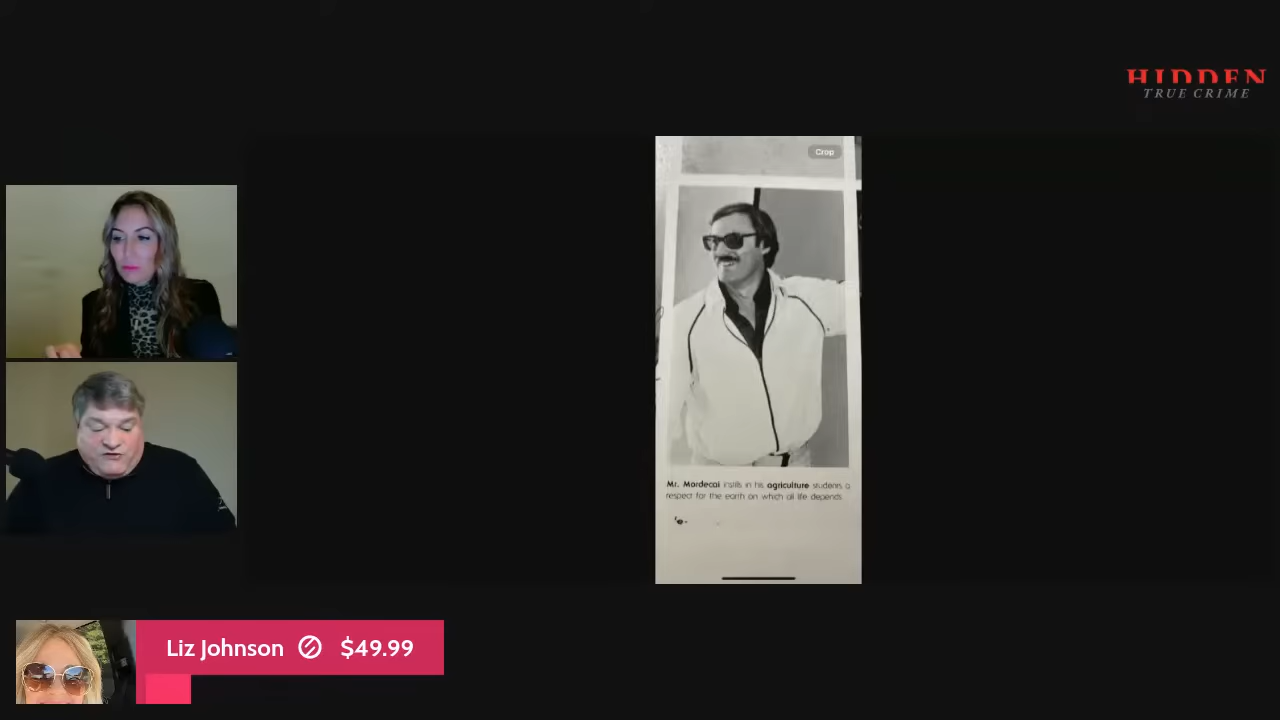 HIDDEN
TRUE CRIME
Crop
Mr. Mordecai instills in his agriculture students a
respect for the earth on which all life depends
Liz Johnson $49.99